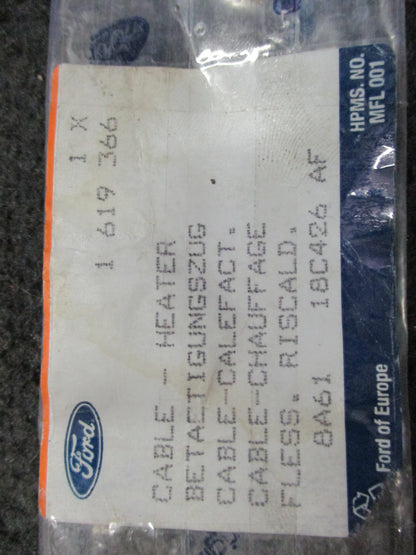 Ford
1 X
1 619 366
CABLE - HEATER
BETACTIGUNGSZUG
CABLE-CALEFACT.
CABLE-CHAUFFAGE
FLESS. RISCALD.
8A61 18C426 AF
Ford of Europe
HPMS. NO.
MFL 001